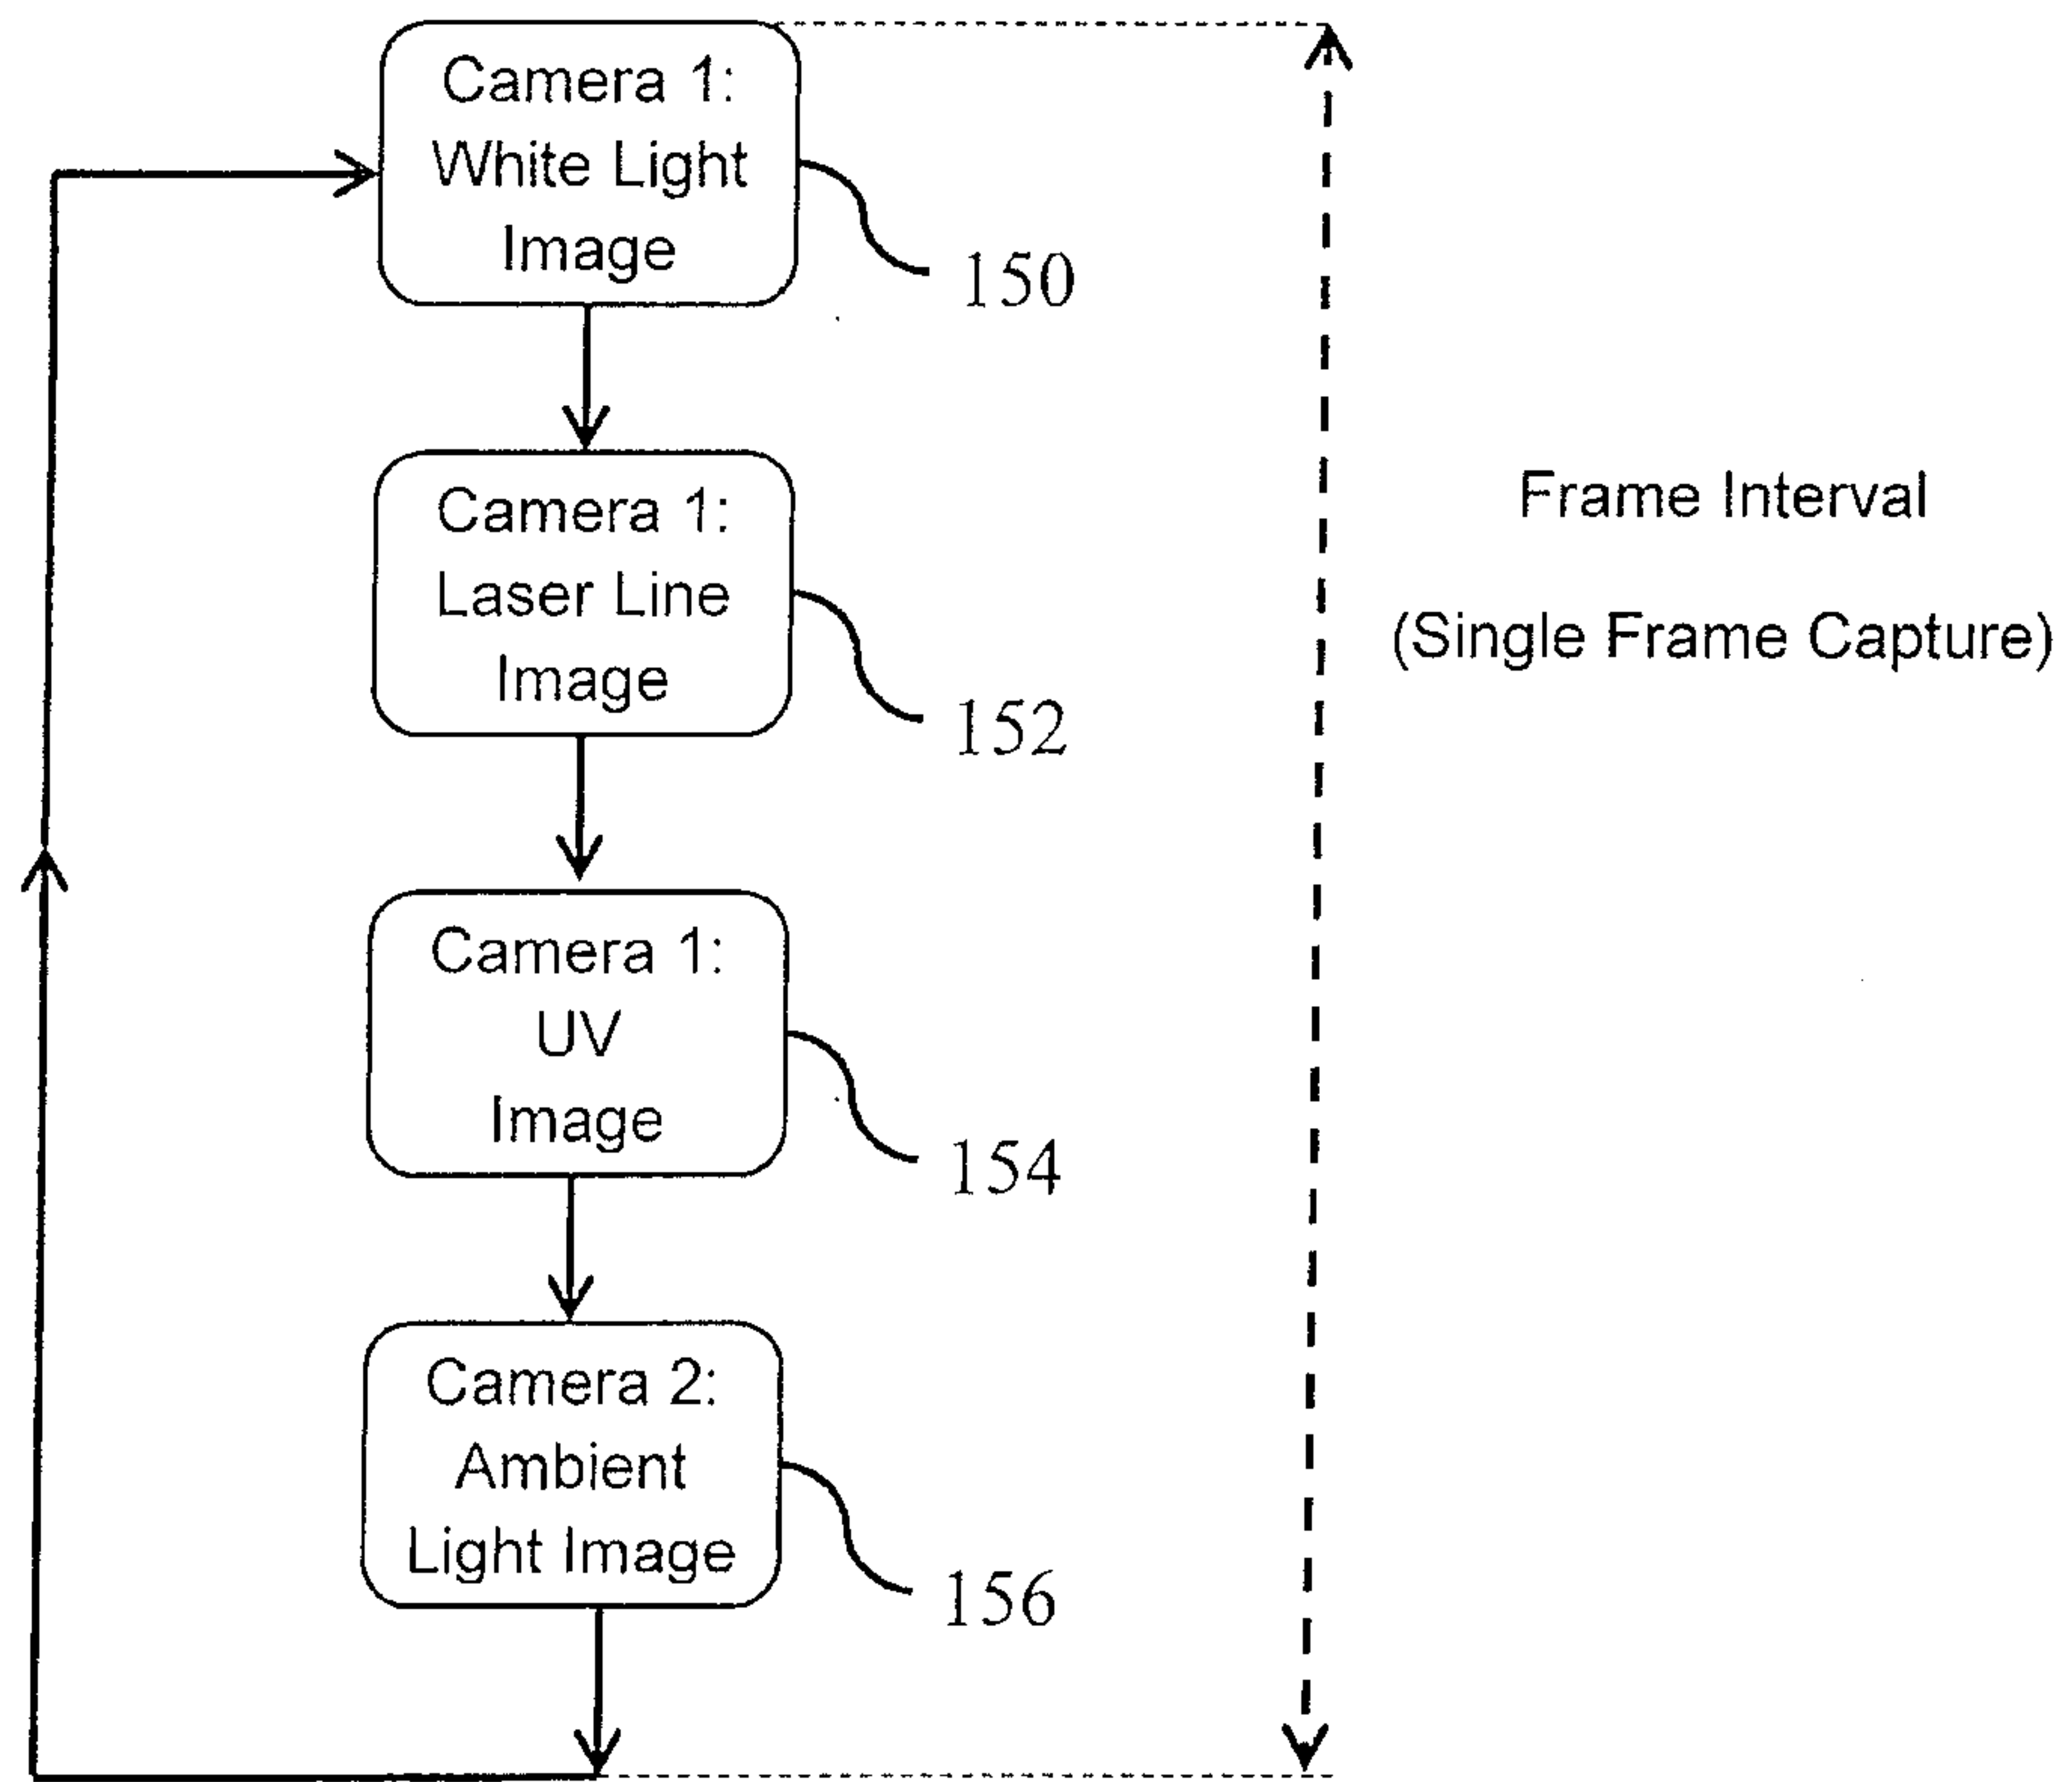 Camera 1:
White Light
Image
150
Camera 1:
Laser Line
Image
152
Frame Interval
(Single Frame Capture)
Camera 1:
UV
Image
154
Camera 2:
Ambient
Light Image
156